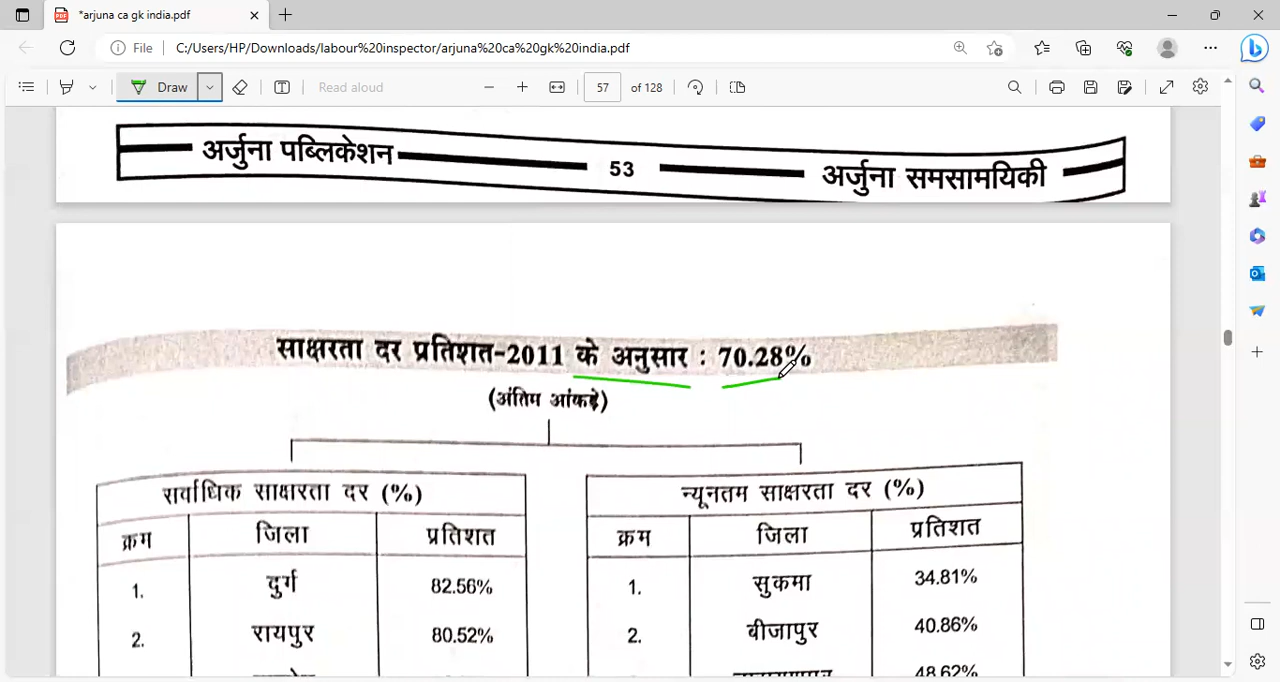 *arjuna ca gk india.pdf
File C:/Users/HP/Downloads/labour%20inspector/arjuna%20ca%20gk%20india.pdf
Draw Read aloud 57 of 128
अर्जुना पब्लिकेशन 53 अर्जुना समसामयिकी
साक्षरता दर प्रतिशत-2011 के अनुसार : 70.28%
(अंतिम आंकड़े)
सर्वाधिक साक्षरता दर (%)
क्रम जिला प्रतिशत
1. दुर्ग 82.56%
2. रायपुर 80.52%
न्यूनतम साक्षरता दर (%)
क्रम जिला प्रतिशत
1. सुकमा 34.81%
2. बीजापुर 40.86%
48.62%